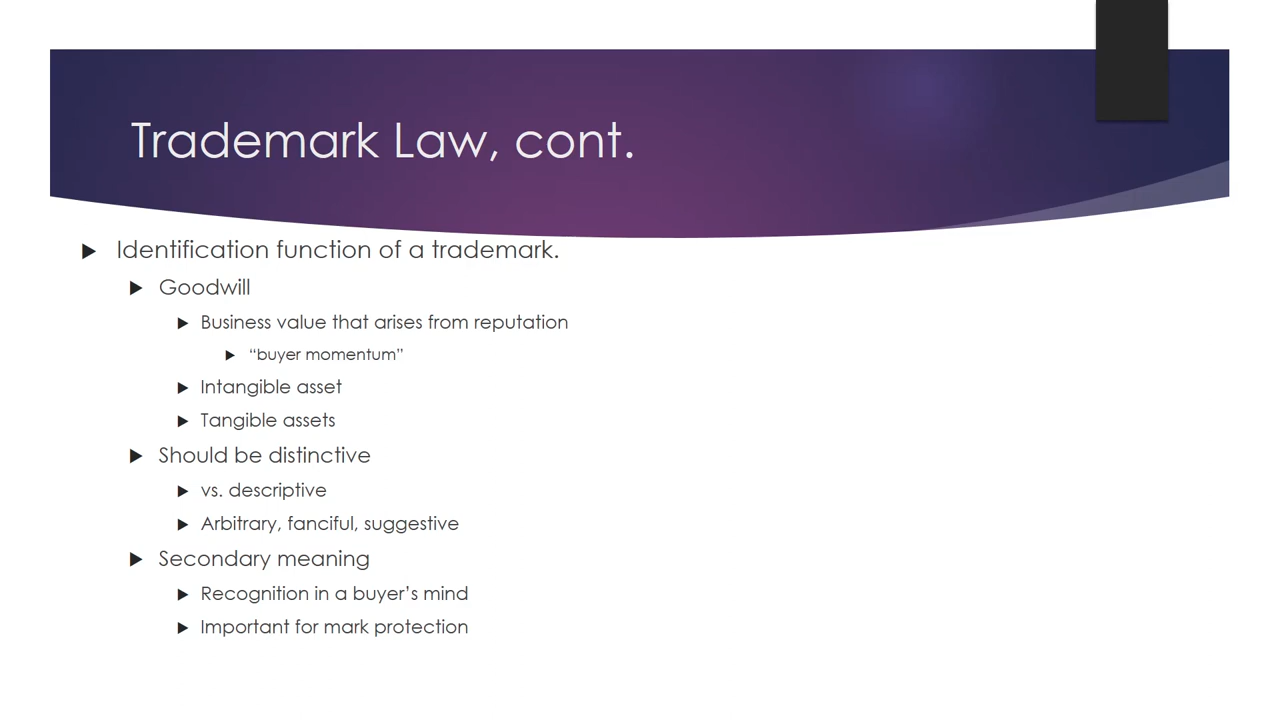 Trademark Law, cont.
Identification function of a trademark.
Goodwill
Business value that arises from reputation
“buyer momentum”
Intangible asset
Tangible assets
Should be distinctive
vs. descriptive
Arbitrary, fanciful, suggestive
Secondary meaning
Recognition in a buyer’s mind
Important for mark protection